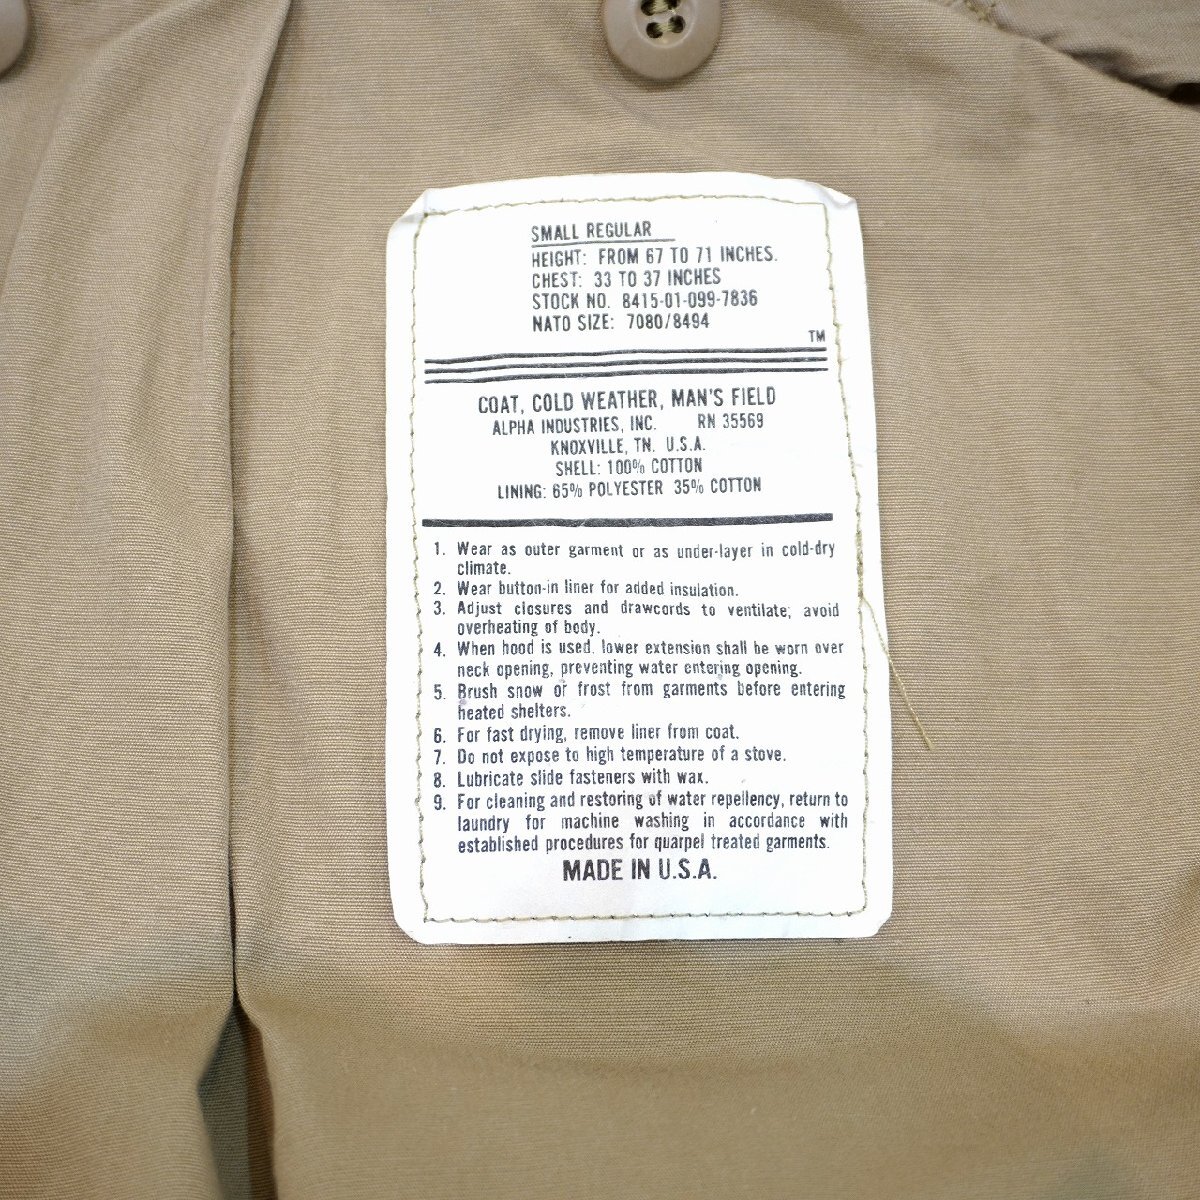 SMALL REGULAR
HEIGHT: FROM 67 TO 71 INCHES.
CHEST: 33 TO 37 INCHES
STOCK NO. 8415-01-099-7836
NATO SIZE: 7080/8494
TM
COAT, COLD WEATHER, MAN'S FIELD
ALPHA INDUSTRIES, INC. RN 35569
KNOXVILLE, TN. U.S.A.
SHELL: 100% COTTON
LINING: 65% POLYESTER 35% COTTON
1. Wear as outer garment or as under-layer in cold-dry
climate.
2. Wear button-in liner for added insulation.
3. Adjust closures and drawcords to ventilate; avoid
overheating of body.
4. When hood is used, lower extension shall be worn over
neck opening, preventing water entering opening.
5. Brush snow or frost from garments before entering
heated shelters.
6. For fast drying, remove liner from coat.
7. Do not expose to high temperature of a stove.
8. Lubricate slide fasteners with wax.
9. For cleaning and restoring of water repellency, return to
laundry for machine washing in accordance with
established procedures for quarpel treated garments.
MADE IN U.S.A.